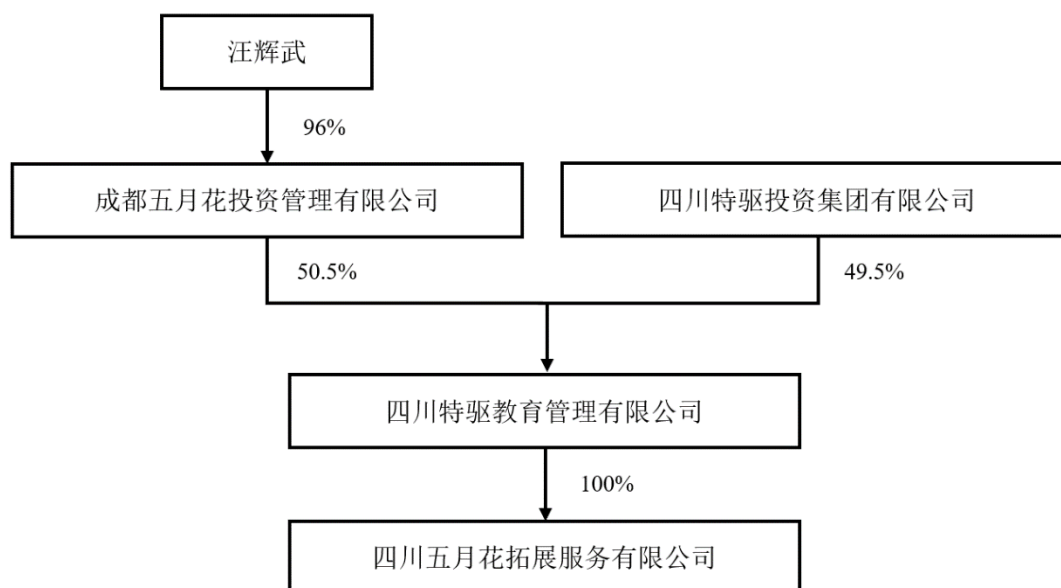 汪辉武
96%
成都五月花投资管理有限公司
四川特驱投资集团有限公司
50.5%
49.5%
四川特驱教育管理有限公司
100%
四川五月花拓展服务有限公司